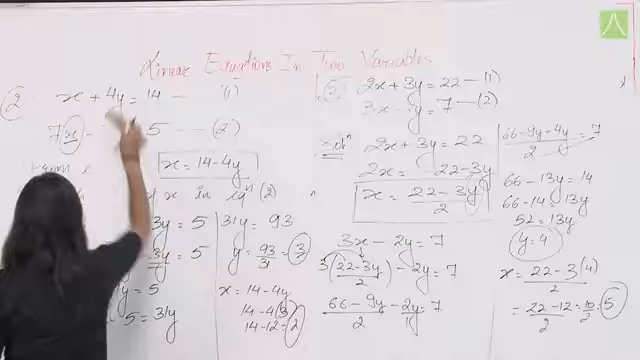 Linear Equations In Two Variables
(2) x + 4y = 14 — (1)
7x - 5 — (2)
x = 14-4y
of x in eqⁿ (2)
3y = 5
-3y = 5
y = 5
5 = 31y
31y = 93
y = 93/31 = 3
x = 14-4y
14-4(3)
14-12 = 2
(2) 2x + 3y = 22 — (1)
3x - y = 7 — (2)
Solⁿ 2x + 3y = 22
2x = 22-3y
x = 22-3y/2
3x - 2y = 7
3(22-3y/2) - 2y = 7
66-9y/2 - 2y/1 = 7
66-9y-4y/2 = 7
66-13y = 14
66-14 = 13y
52 = 13y
y = 4
x = 22-3(4)/2
= 22-12/2 = 10/2 = 5